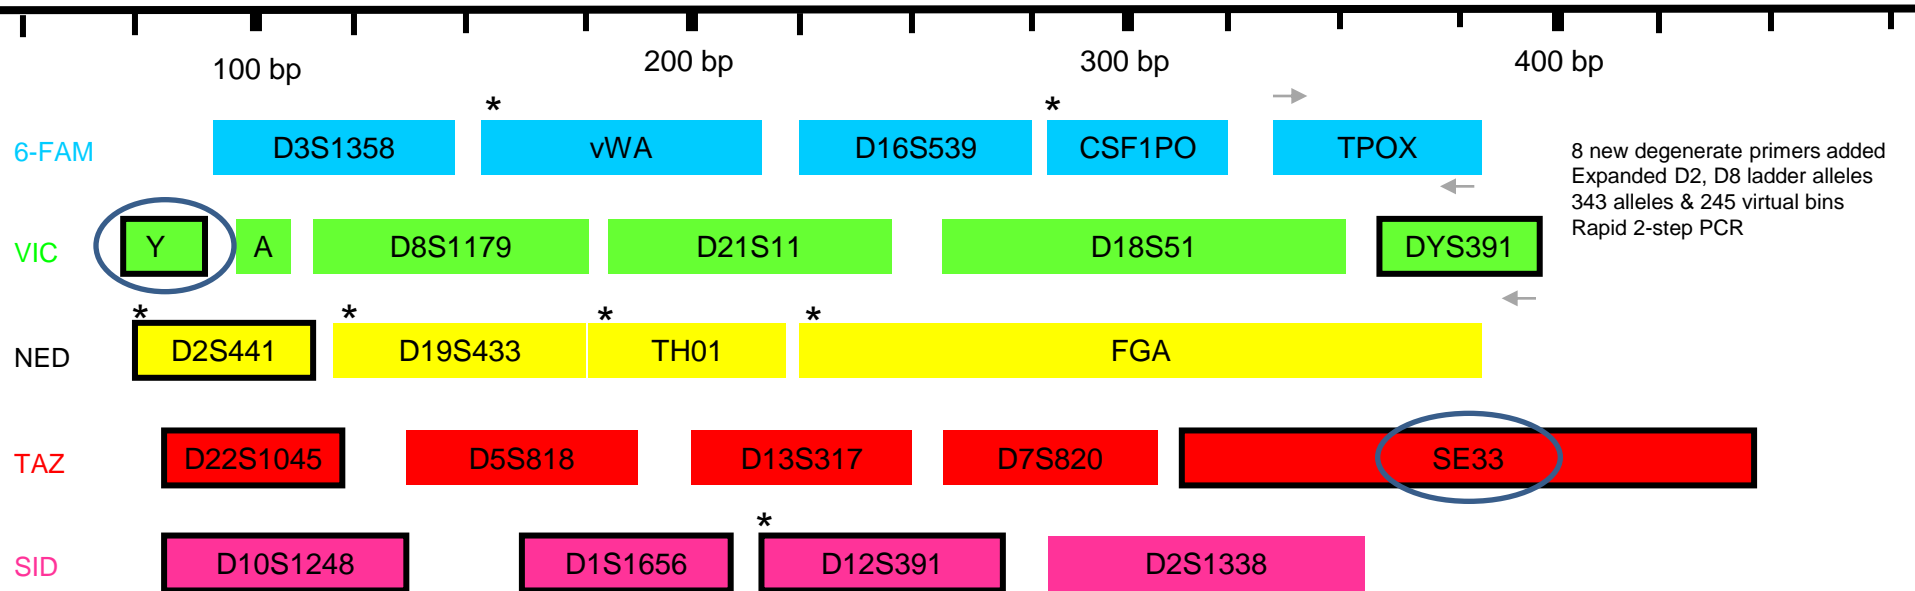 100 bp 200 bp 300 bp 400 bp
* *
6-FAM D3S1358 vWA D16S539 CSF1PO TPOX
8 new degenerate primers added
Expanded D2, D8 ladder alleles
343 alleles & 245 virtual bins
Rapid 2-step PCR
VIC Y A D8S1179 D21S11 D18S51 DYS391
* * * *
NED D2S441 D19S433 TH01 FGA
TAZ D22S1045 D5S818 D13S317 D7S820 SE33
*
SID D10S1248 D1S1656 D12S391 D2S1338